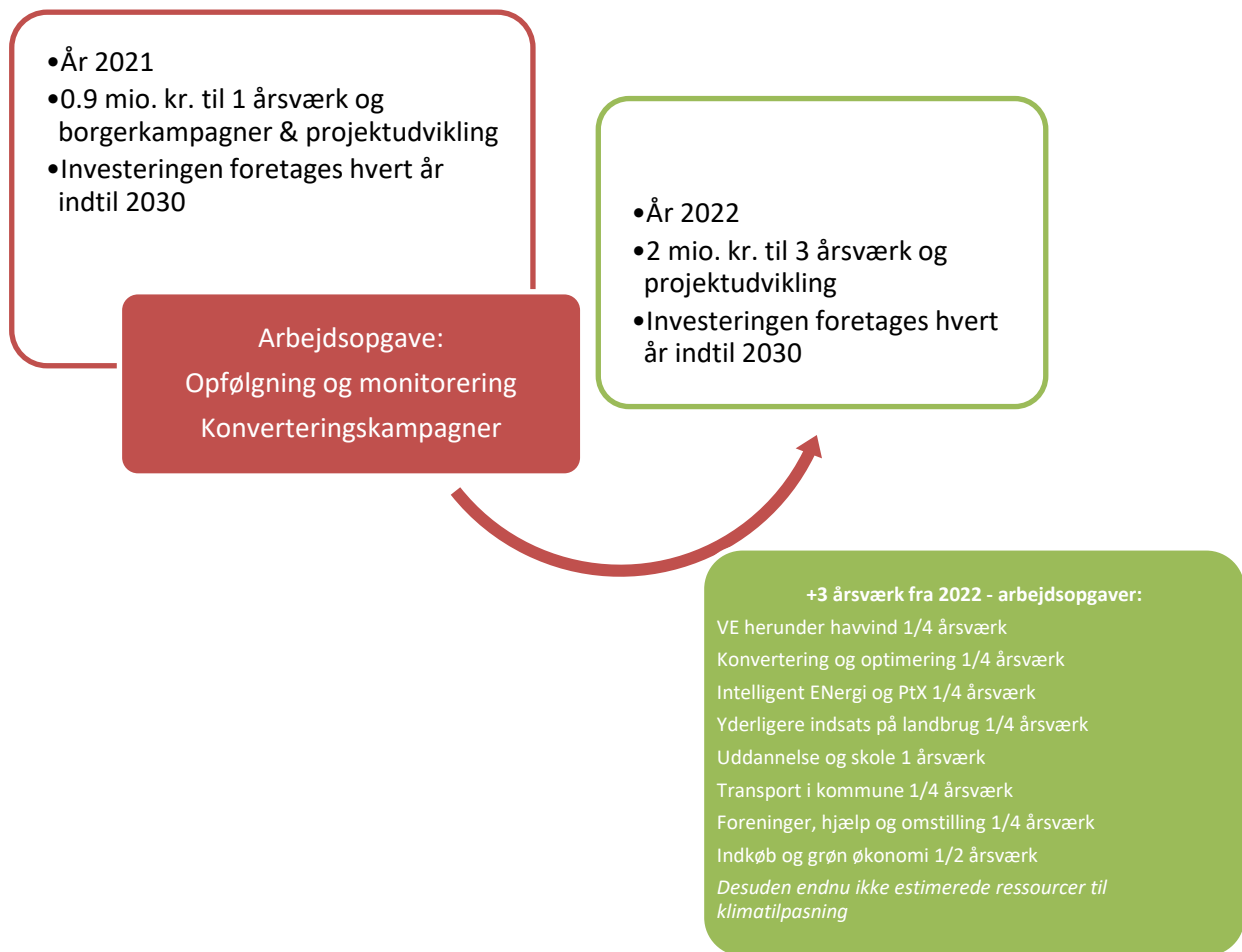 •År 2021
•0.9 mio. kr. til 1 årsværk og
borgerkampagner & projektudvikling
•Investeringen foretages hvert år
indtil 2030
Arbejdsopgave:
Opfølgning og monitorering
Konverteringskampagner
•År 2022
•2 mio. kr. til 3 årsværk og
projektudvikling
•Investeringen foretages hvert
år indtil 2030
+3 årsværk fra 2022 - arbejdsopgaver:
VE herunder havvind 1/4 årsværk
Konvertering og optimering 1/4 årsværk
Intelligent ENergi og PtX 1/4 årsværk
Yderligere indsats på landbrug 1/4 årsværk
Uddannelse og skole 1 årsværk
Transport i kommune 1/4 årsværk
Foreninger, hjælp og omstilling 1/4 årsværk
Indkøb og grøn økonomi 1/2 årsværk
Desuden endnu ikke estimerede ressourcer til
klimatilpasning